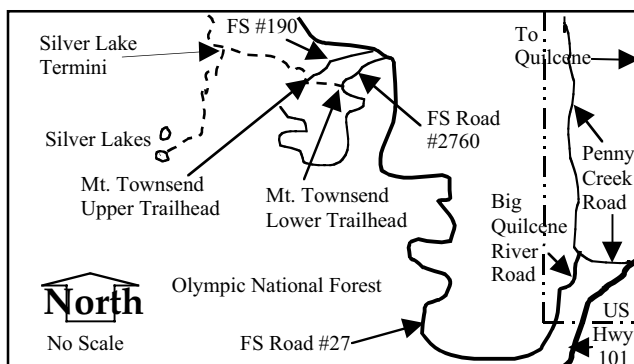 FS #190
Silver Lake
Termini
To
Quilcene
FS Road
#2760
Silver Lakes
Mt. Townsend
Upper Trailhead
Mt. Townsend
Lower Trailhead
Penny
Creek
Road
Big
Quilcene
River
Road
Olympic National Forest
North
No Scale
FS Road #27
US
Hwy
101